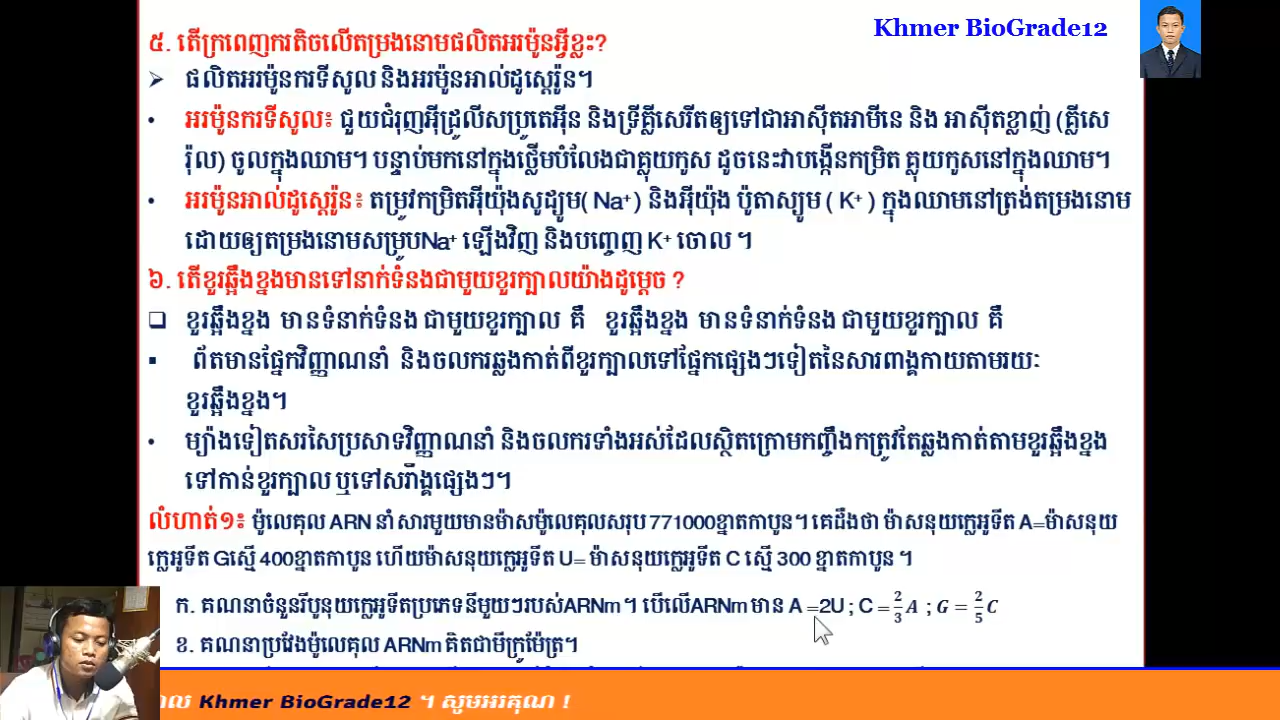 Khmer BioGrade12
៥. តើក្រពេញករតិចលើតម្រងនោមផលិតអរម៉ូនអ្វីខ្លះ?
➢ ផលិតអរម៉ូនករទីសូល និងអរម៉ូនអាល់ដូស្តេរ៉ូន។
• អរម៉ូនករទីសូល៖ ជួយជំរុញអ៊ីដ្រូលីសប្រូតេអ៊ីន និងទ្រីគ្លីសេរីតឲ្យទៅជាអាស៊ីតអាមីនេ និង អាស៊ីតខ្លាញ់ (គ្លីសេ
រ៉ុល) ចូលក្នុងឈាម។ បន្ទាប់មកនៅក្នុងថ្លើមបំលែងជាគ្លុយកូស ដូចនេះវាបង្កើនកម្រិត គ្លុយកូសនៅក្នុងឈាម។
• អរម៉ូនអាល់ដូស្តេរ៉ូន៖ តម្រូវកម្រិតអ៊ីយ៉ុងសូដ្យូម( Na⁺) និងអ៊ីយ៉ុង ប៉ូតាស្យូម ( K⁺ ) ក្នុងឈាមនៅត្រង់តម្រងនោម
ដោយឲ្យតម្រងនោមសម្រូបNa⁺ ឡើងវិញ និងបញ្ចេញ K⁺ ចោល ។
៦. តើខួរឆ្អឹងខ្នងមានទៅនាក់ទំនងជាមួយខួរក្បាលយ៉ាងដូម្តេច ?
❑ ខួរឆ្អឹងខ្នង មានទំនាក់ទំនង ជាមួយខួរក្បាល គឺ ខួរឆ្អឹងខ្នង មានទំនាក់ទំនង ជាមួយខួរក្បាល គឺ
▪ ព័តមានផ្នែកវិញ្ញាណនាំ និងចលករឆ្លងកាត់ពីខួរក្បាលទៅផ្នែកផ្សេងៗទៀតនៃសារពាង្គកាយតាមរយៈ
ខួរឆ្អឹងខ្នង។
• ម្យ៉ាងទៀតសរសៃប្រសាទវិញ្ញាណនាំ និងចលករទាំងអស់ដែលស្ថិតក្រោមកញ្ចឹងកត្រូវតែឆ្លងកាត់តាមខួរឆ្អឹងខ្នង
ទៅកាន់ខួរក្បាល ឬទៅសរីរាង្គផ្សេងៗ។
លំហាត់១៖ ម៉ូលេគុល ARN នាំសារមួយមានម៉ាសម៉ូលេគុលសរុប 771000ខ្នាតកាបូន។ គេដឹងថា ម៉ាសនុយក្លេអូទីត A=ម៉ាសនុយ
ក្លេអូទីត Gស្មើ 400ខ្នាតកាបូន ហើយម៉ាសនុយក្លេអូទីត U= ម៉ាសនុយក្លេអូទីត C ស្មើ 300 ខ្នាតកាបូន ។
ក. គណនាចំនួនរីបូនុយក្លេអូទីតប្រភេទនីមួយៗរបស់ARNm ។ បើលើARNm មាន A =2U ; C = 2/3 A ; G = 2/5 C
ខ. គណនាប្រវែងម៉ូលេគុល ARNm គិតជាមីក្រូម៉ែត្រ។
Khmer BioGrade12 ។ សូមអរគុណ !